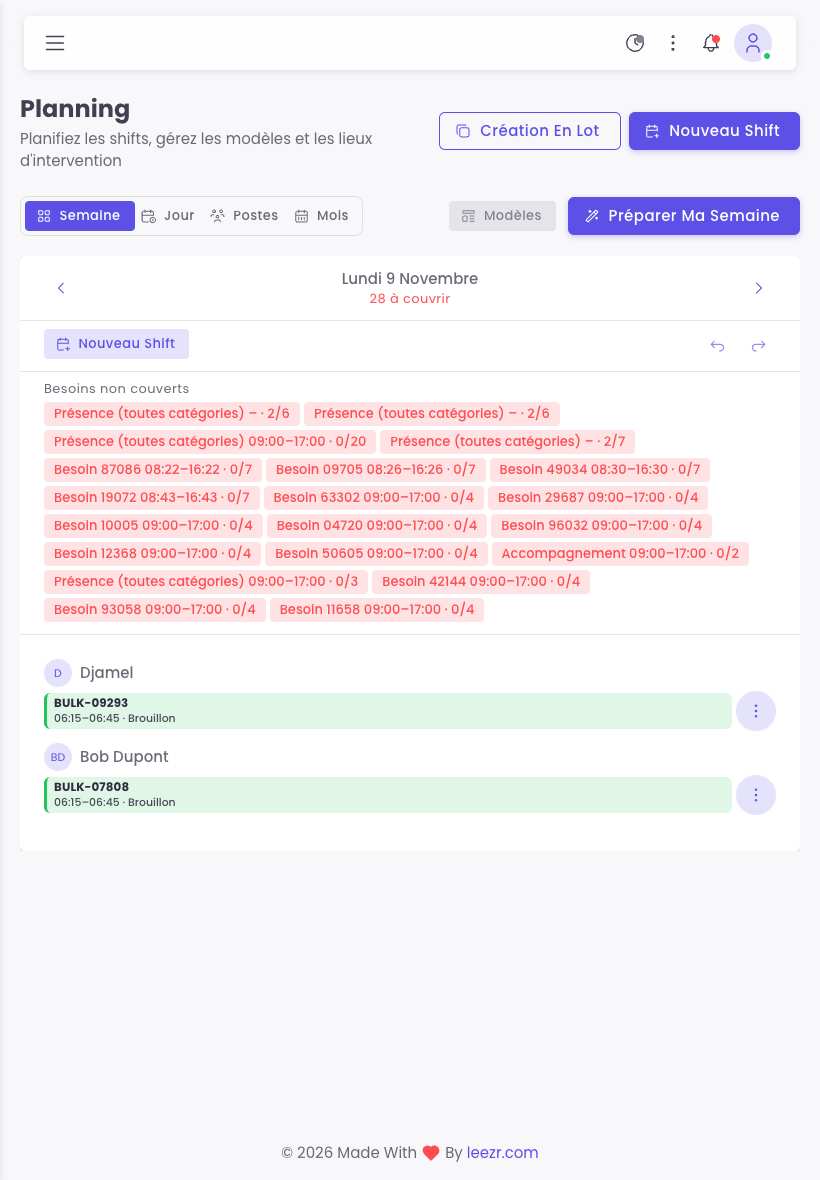 Planning
Planifiez les shifts, gérez les modèles et les lieux
d'intervention
Création En Lot
Nouveau Shift
Semaine
Jour
Postes
Mois
Modèles
Préparer Ma Semaine
Lundi 9 Novembre
28 à couvrir
Nouveau Shift
Besoins non couverts
Présence (toutes catégories) – · 2/6 Présence (toutes catégories) – · 2/6
Présence (toutes catégories) 09:00–17:00 · 0/20 Présence (toutes catégories) – · 2/7
Besoin 87086 08:22–16:22 · 0/7 Besoin 09705 08:26–16:26 · 0/7 Besoin 49034 08:30–16:30 · 0/7
Besoin 19072 08:43–16:43 · 0/7 Besoin 63302 09:00–17:00 · 0/4 Besoin 29687 09:00–17:00 · 0/4
Besoin 10005 09:00–17:00 · 0/4 Besoin 04720 09:00–17:00 · 0/4 Besoin 96032 09:00–17:00 · 0/4
Besoin 12368 09:00–17:00 · 0/4 Besoin 50605 09:00–17:00 · 0/4 Accompagnement 09:00–17:00 · 0/2
Présence (toutes catégories) 09:00–17:00 · 0/3 Besoin 42144 09:00–17:00 · 0/4
Besoin 93058 09:00–17:00 · 0/4 Besoin 11658 09:00–17:00 · 0/4
D Djamel
BULK-09293
06:15–06:45 · Brouillon
BD Bob Dupont
BULK-07808
06:15–06:45 · Brouillon
© 2026 Made With ❤ By leezr.com